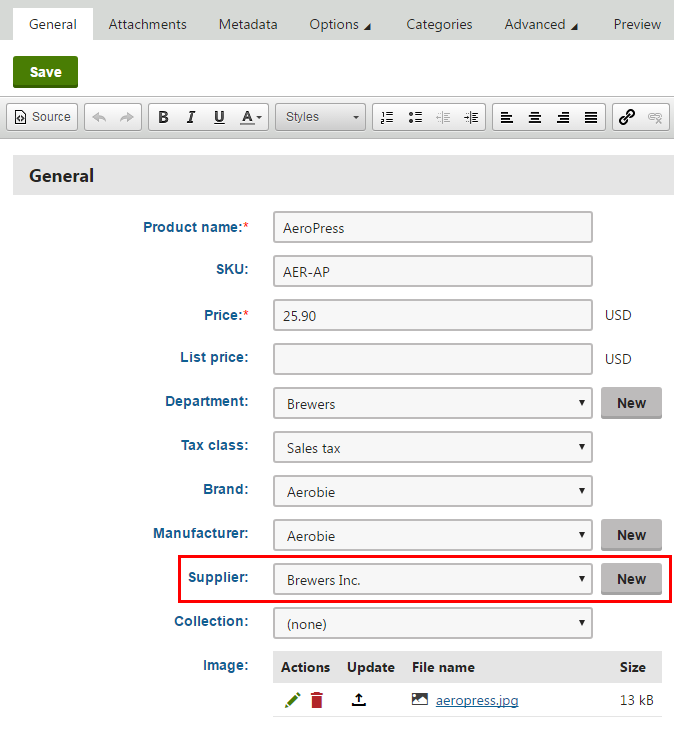 General Attachments Metadata Options Categories Advanced Preview
Save
Source B I U A Styles
General
Product name:* AeroPress
SKU: AER-AP
Price:* 25.90 USD
List price: USD
Department: Brewers New
Tax class: Sales tax
Brand: Aerobie
Manufacturer: Aerobie New
Supplier: Brewers Inc. New
Collection: (none)
Image: Actions Update File name Size
aeropress.jpg 13 kB